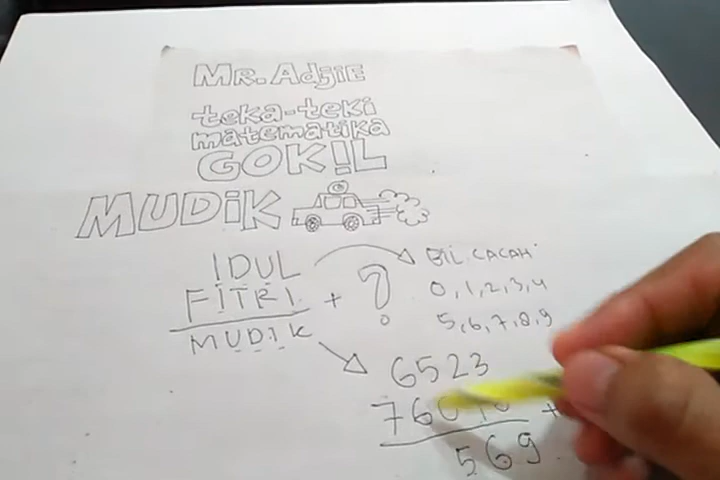 MR. AdjiE
teka-teki
matematika
GOK!L
MUDiK
IDUL
FITRI + ?
MUDIK
BIL. CACAH
0, 1, 2, 3, 4
5, 6, 7, 8, 9
6523
+
569